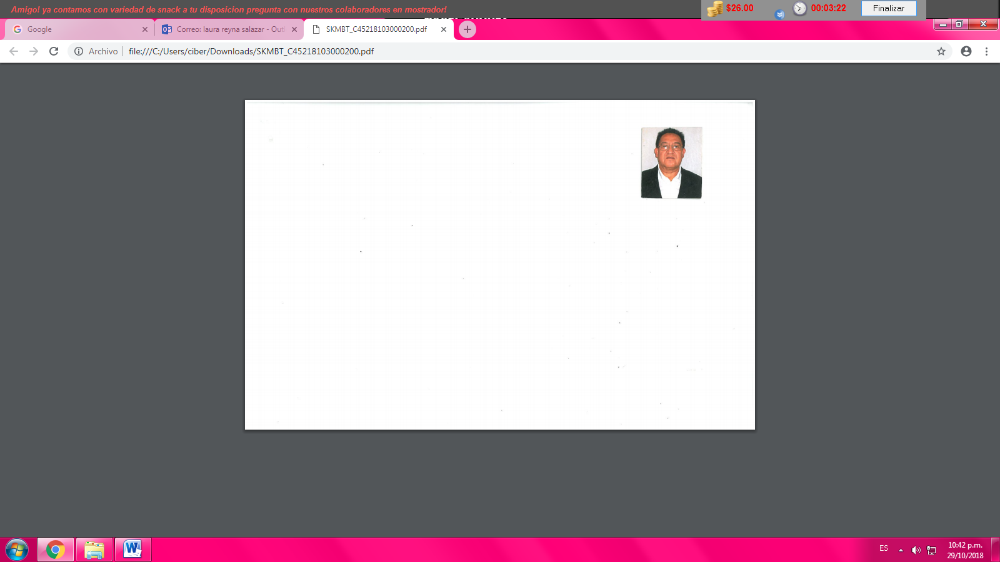 Amigo! ya contamos con variedad de snack a tu disposicion pregunta con nuestros colaboradores en mostrador!
$26.00
00:03:22
Finalizar
Google
Correo: laura reyna salazar - Out
SKMBT_C45218103000200.pdf
Archivo
file:///C:/Users/ciber/Downloads/SKMBT_C45218103000200.pdf
ES
10:42 p.m.
29/10/2018